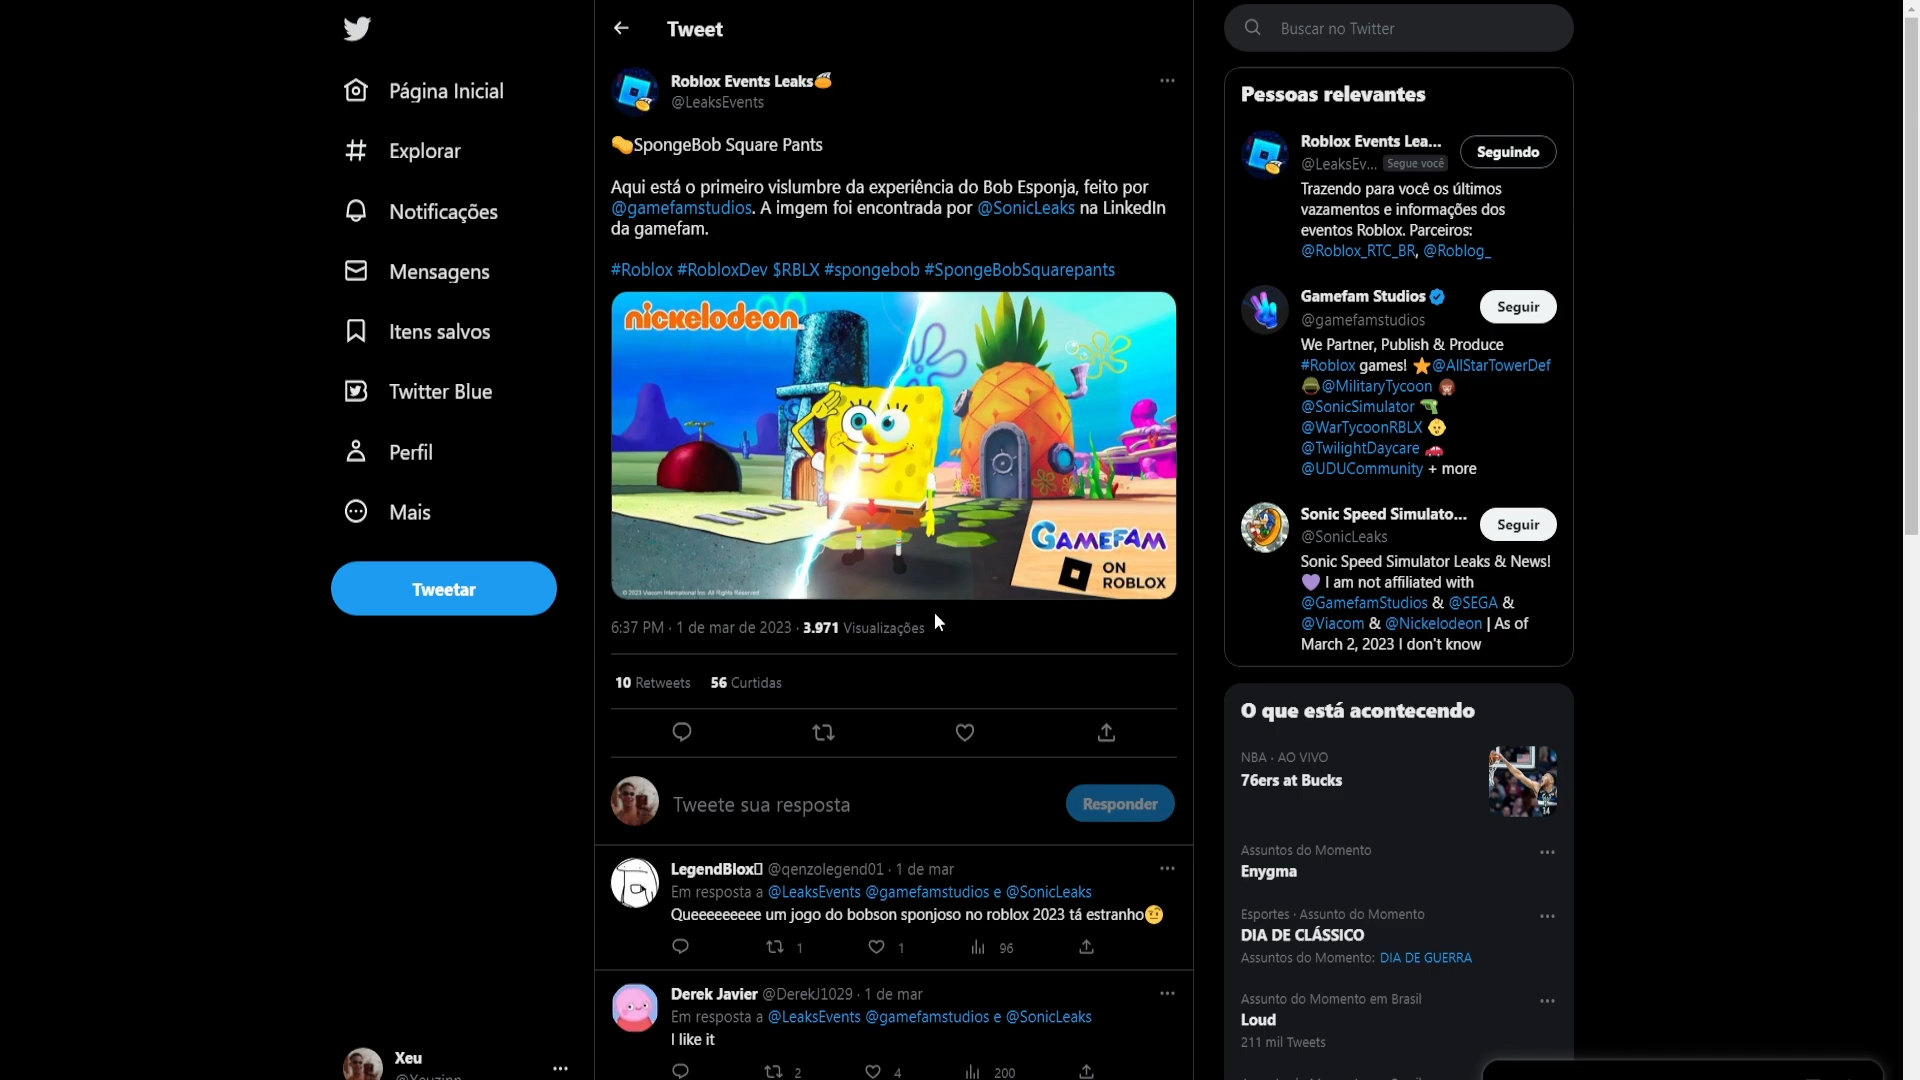 Página Inicial
Explorar
Notificações
Mensagens
Itens salvos
Twitter Blue
Perfil
Mais
Tweetar
Xeu
Tweet
Roblox Events Leaks
@LeaksEvents
SpongeBob Square Pants
Aqui está o primeiro vislumbre da experiência do Bob Esponja, feito por
@gamefamstudios. A imgem foi encontrada por @SonicLeaks na LinkedIn
da gamefam.
#Roblox #RobloxDev $RBLX #spongebob #SpongeBobSquarepants
nickelodeon
GAMEFAM
ON
ROBLOX
© 2023 Viacom International Inc. All Rights Reserved
6:37 PM · 1 de mar de 2023 · 3.971 Visualizações
10 Retweets 56 Curtidas
Tweete sua resposta
Responder
LegendBlox @qenzolegend01 · 1 de mar
Em resposta a @LeaksEvents @gamefamstudios e @SonicLeaks
Queeeeeeeee um jogo do bobson sponjoso no roblox 2023 tá estranho
1 1 96
Derek Javier @DerekJ1029 · 1 de mar
Em resposta a @LeaksEvents @gamefamstudios e @SonicLeaks
I like it
2 4 200
Buscar no Twitter
Pessoas relevantes
Roblox Events Lea...
Seguindo
@LeaksEv... Segue você
Trazendo para você os últimos
vazamentos e informações dos
eventos Roblox. Parceiros:
@Roblox_RTC_BR, @Roblog_
Gamefam Studios
Seguir
@gamefamstudios
We Partner, Publish & Produce
#Roblox games! @AllStarTowerDef
@MilitaryTycoon
@SonicSimulator
@WarTycoonRBLX
@TwilightDaycare
@UDUCommunity + more
Sonic Speed Simulato...
Seguir
@SonicLeaks
Sonic Speed Simulator Leaks & News!
I am not affiliated with
@GamefamStudios & @SEGA &
@Viacom & @Nickelodeon | As of
March 2, 2023 I don't know
O que está acontecendo
NBA · AO VIVO
76ers at Bucks
Assuntos do Momento
Enygma
Esportes · Assunto do Momento
DIA DE CLÁSSICO
Assuntos do Momento: DIA DE GUERRA
Assunto do Momento em Brasil
Loud
211 mil Tweets